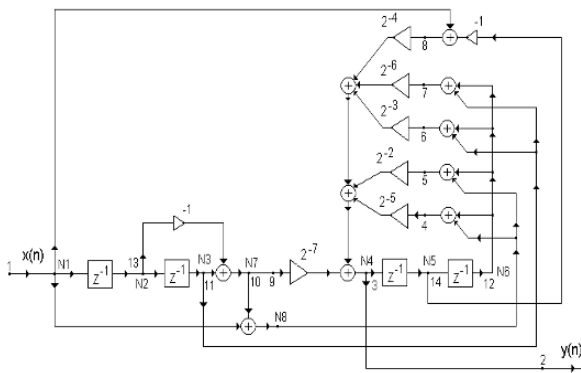 2⁻⁴
-1
8
2⁻⁶
7
2⁻³
6
2⁻²
5
2⁻⁵
4
-1
x(n)
1
N1
z⁻¹
13
N2
z⁻¹
N3
11
N7
10
9
2⁻⁷
N4
3
z⁻¹
N5
14
z⁻¹
12
N6
N8
2
y(n)